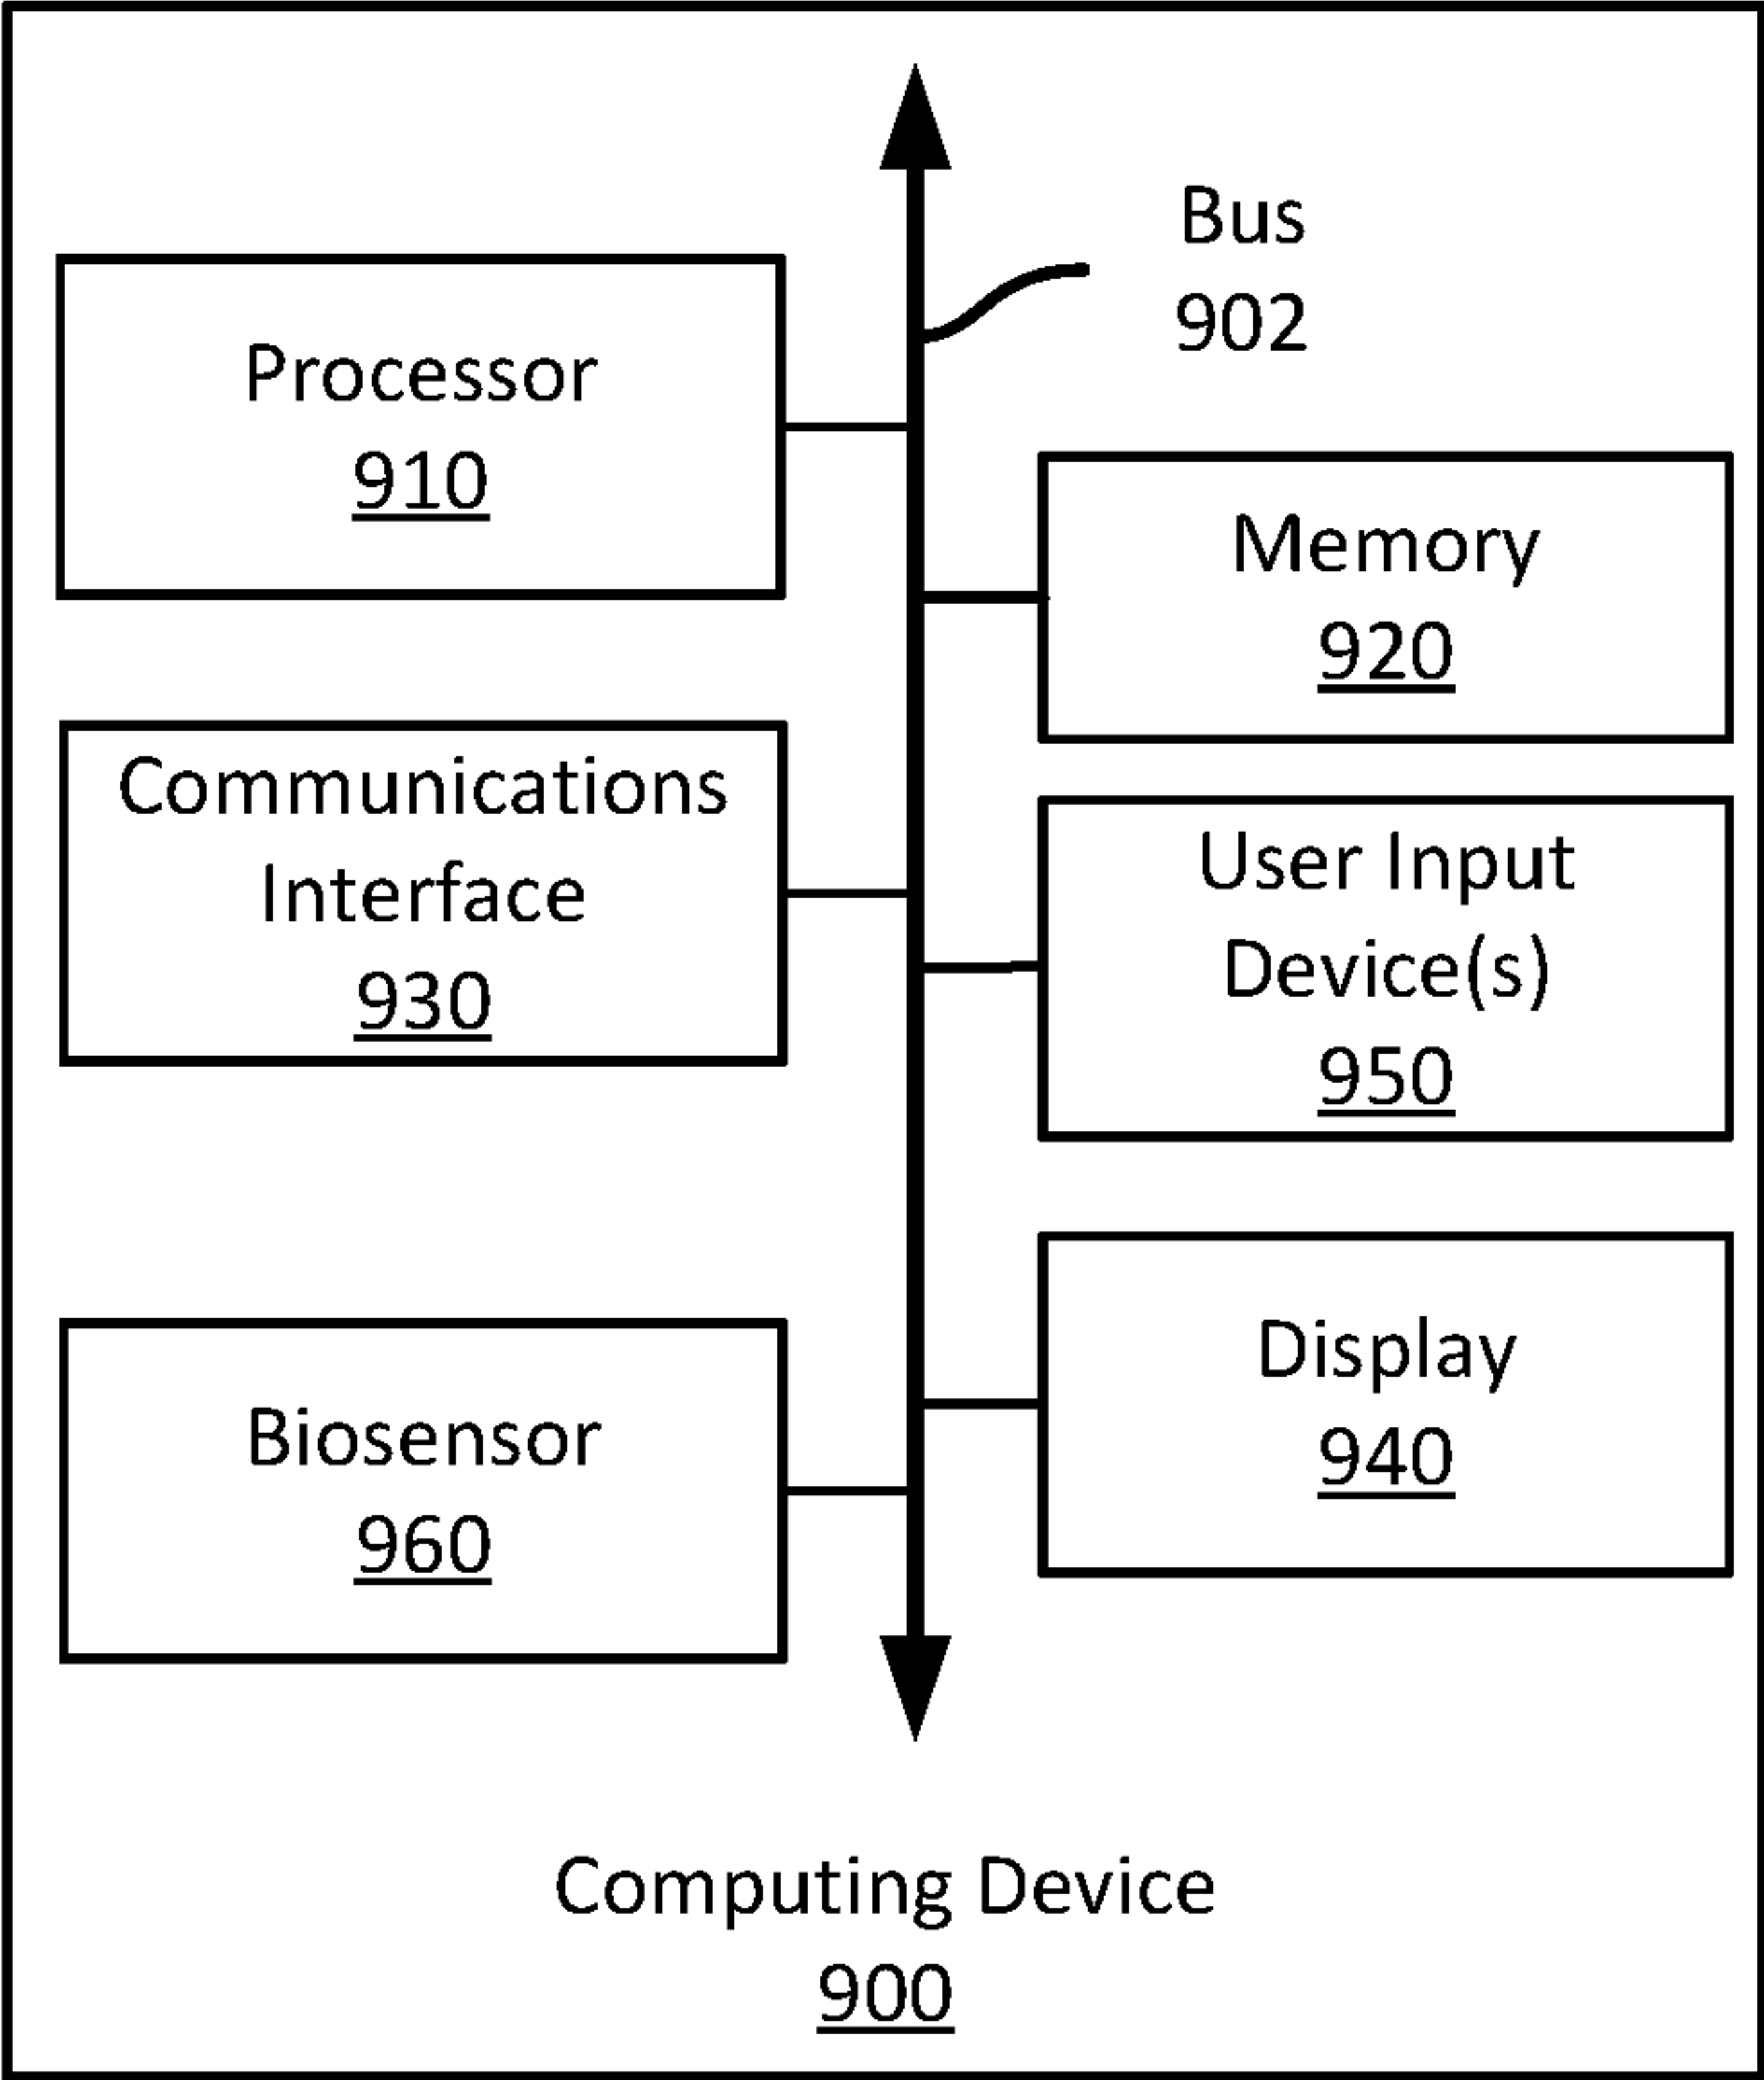 Bus
902
Processor
910
Memory
920
Communications
Interface
930
User Input
Device(s)
950
Display
940
Biosensor
960
Computing Device
900